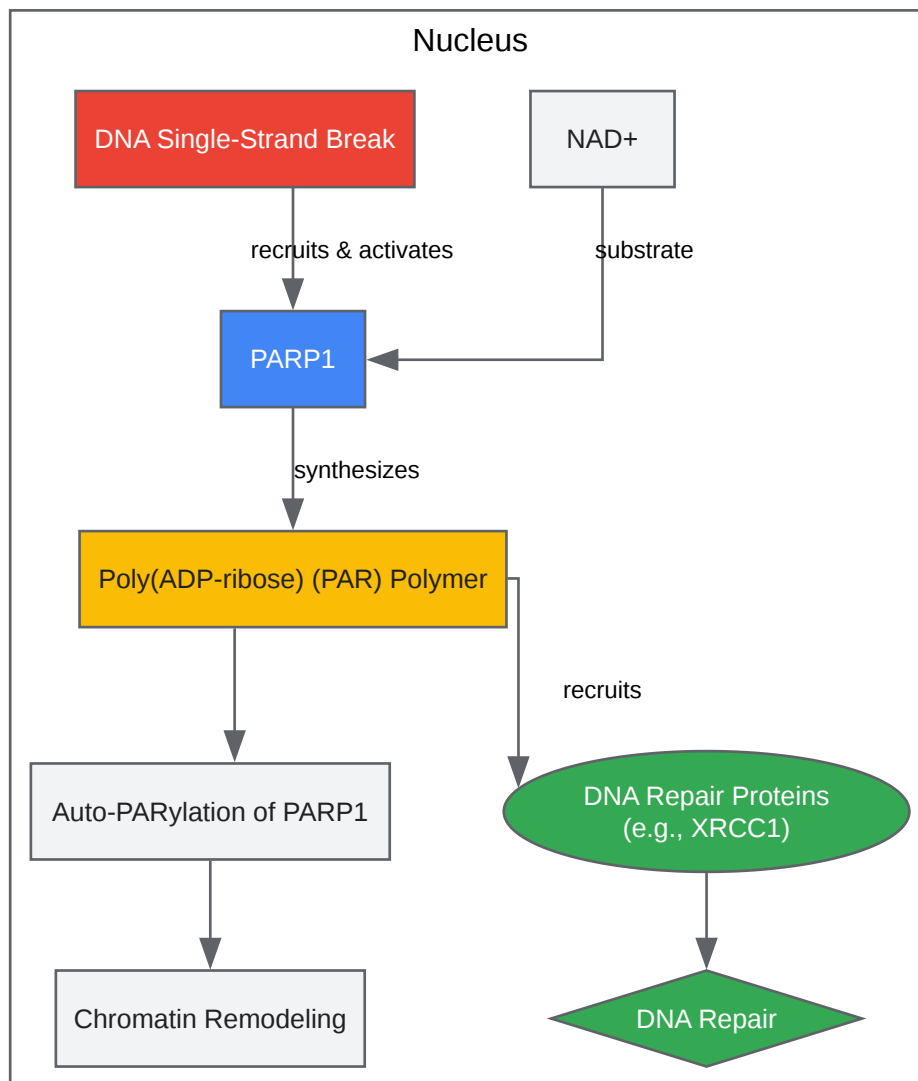 Nucleus
DNA Single-Strand Break
NAD+
recruits & activates
substrate
PARP1
synthesizes
Poly(ADP-ribose) (PAR) Polymer
recruits
Auto-PARylation of PARP1
DNA Repair Proteins
(e.g., XRCC1)
Chromatin Remodeling
DNA Repair